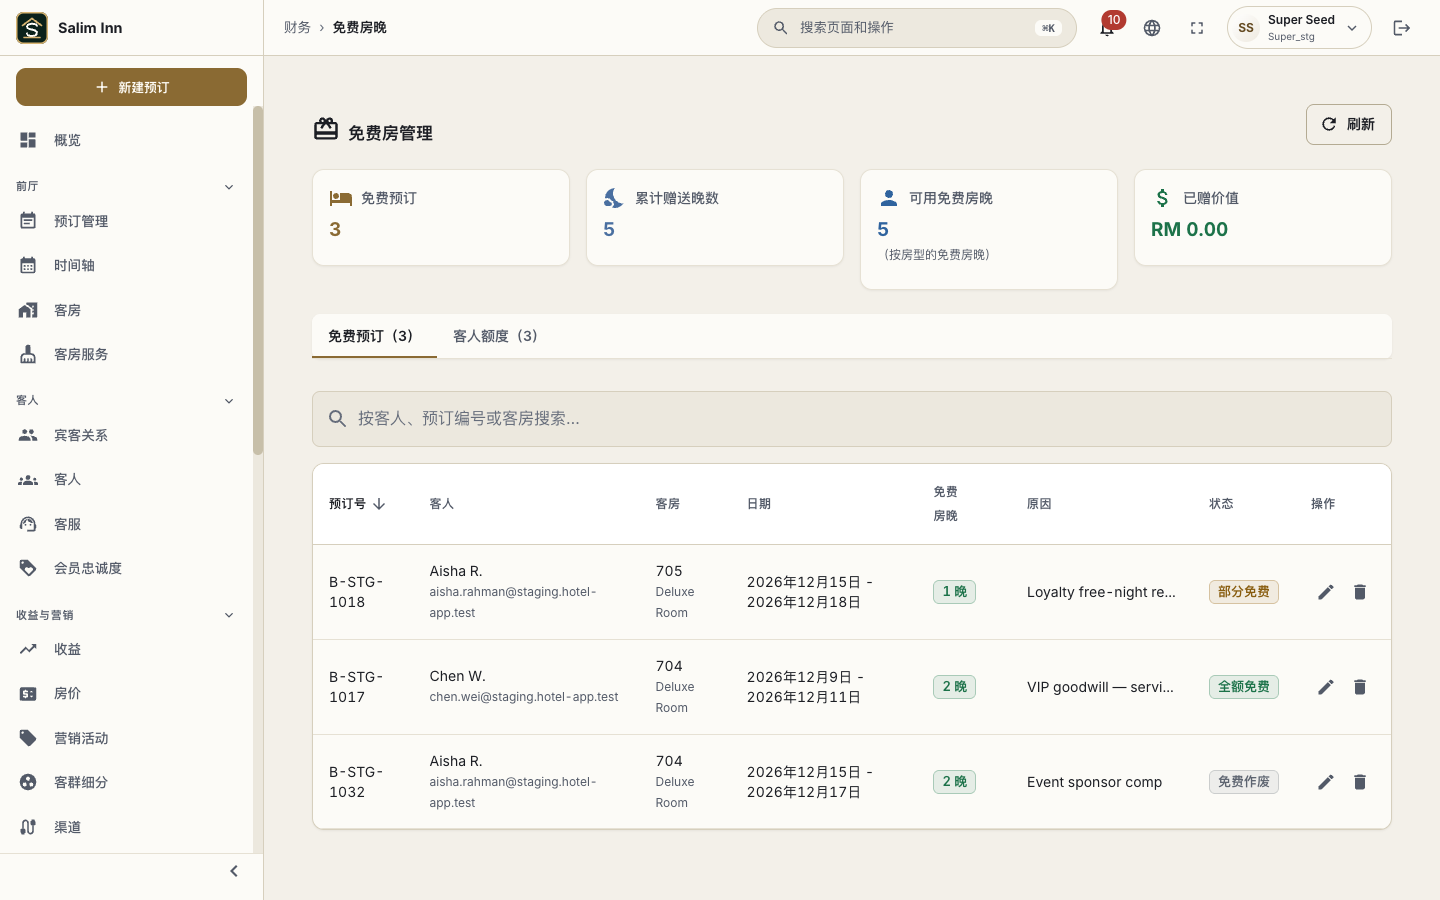 Salim Inn
财务 › 免费房晚
搜索页面和操作
⌘K
10
SS
Super Seed
Super_stg
新建预订
概览
前厅
预订管理
时间轴
客房
客房服务
客人
宾客关系
客人
客服
会员忠诚度
收益与营销
收益
房价
营销活动
客群细分
渠道
免费房管理
刷新
免费预订
3
累计赠送晚数
5
可用免费房晚
5
（按房型的免费房晚）
已赠价值
RM 0.00
免费预订（3）
客人额度（3）
按客人、预订编号或客房搜索...
预订号
客人
客房
日期
免费
房晚
原因
状态
操作
B-STG-
1018
Aisha R.
aisha.rahman@staging.hotel-
app.test
705
Deluxe
Room
2026年12月15日 -
2026年12月18日
1 晚
Loyalty free-night re...
部分免费
B-STG-
1017
Chen W.
chen.wei@staging.hotel-app.test
704
Deluxe
Room
2026年12月9日 -
2026年12月11日
2 晚
VIP goodwill — servi...
全额免费
B-STG-
1032
Aisha R.
aisha.rahman@staging.hotel-
app.test
704
Deluxe
Room
2026年12月15日 -
2026年12月17日
2 晚
Event sponsor comp
免费作废